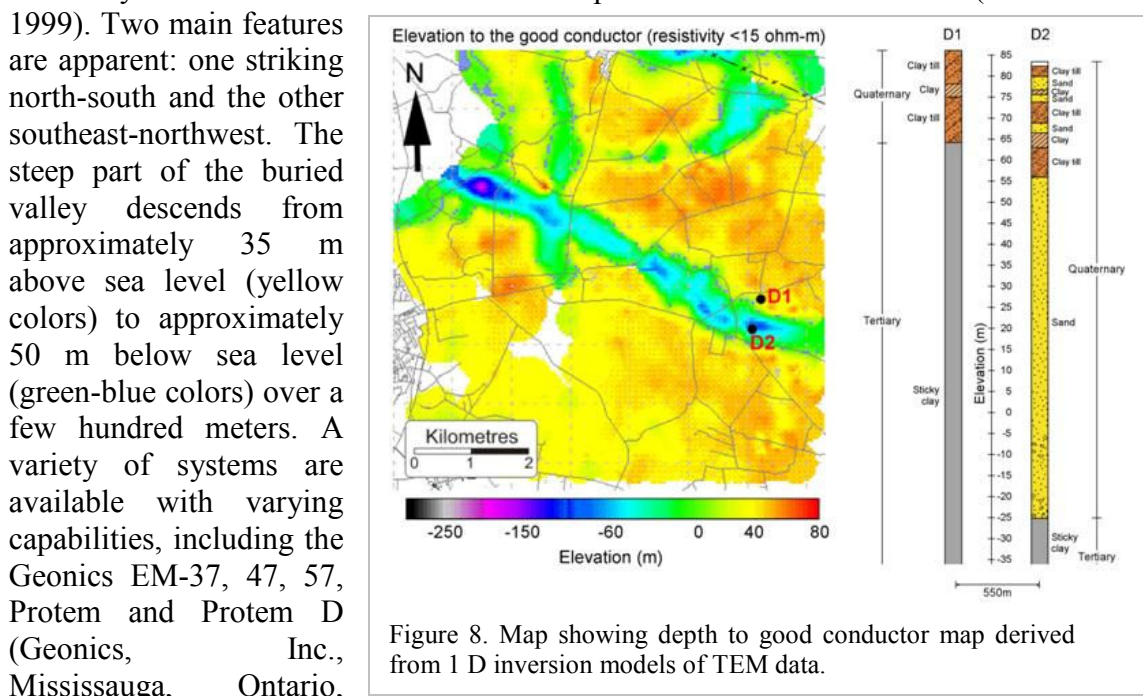 1999). Two main features
are apparent: one striking
north-south and the other
southeast-northwest. The
steep part of the buried
valley descends from
approximately 35 m
above sea level (yellow
colors) to approximately
50 m below sea level
(green-blue colors) over a
few hundred meters. A
variety of systems are
available with varying
capabilities, including the
Geonics EM-37, 47, 57,
Protem and Protem D
(Geonics, Inc.,
Mississauga, Ontario,
Elevation to the good conductor (resistivity <15 ohm-m)
N
D1
D2
Kilometres
0 1 2
-250 -150 -60 0 40 80
Elevation (m)
D1 D2
Quaternary
Tertiary
Clay till
Clay
Clay till
Sticky
clay
Elevation (m)
85
80
75
70
65
60
55
50
45
40
35
30
25
20
15
10
5
0
-5
-10
-15
-20
-25
-30
-35
Clay till
Sand
Clay
Sand
Clay till
Sand
Clay
Clay till
Sand
Sticky
clay
Quaternary
Tertiary
550m
Figure 8. Map showing depth to good conductor map derived
from 1 D inversion models of TEM data.